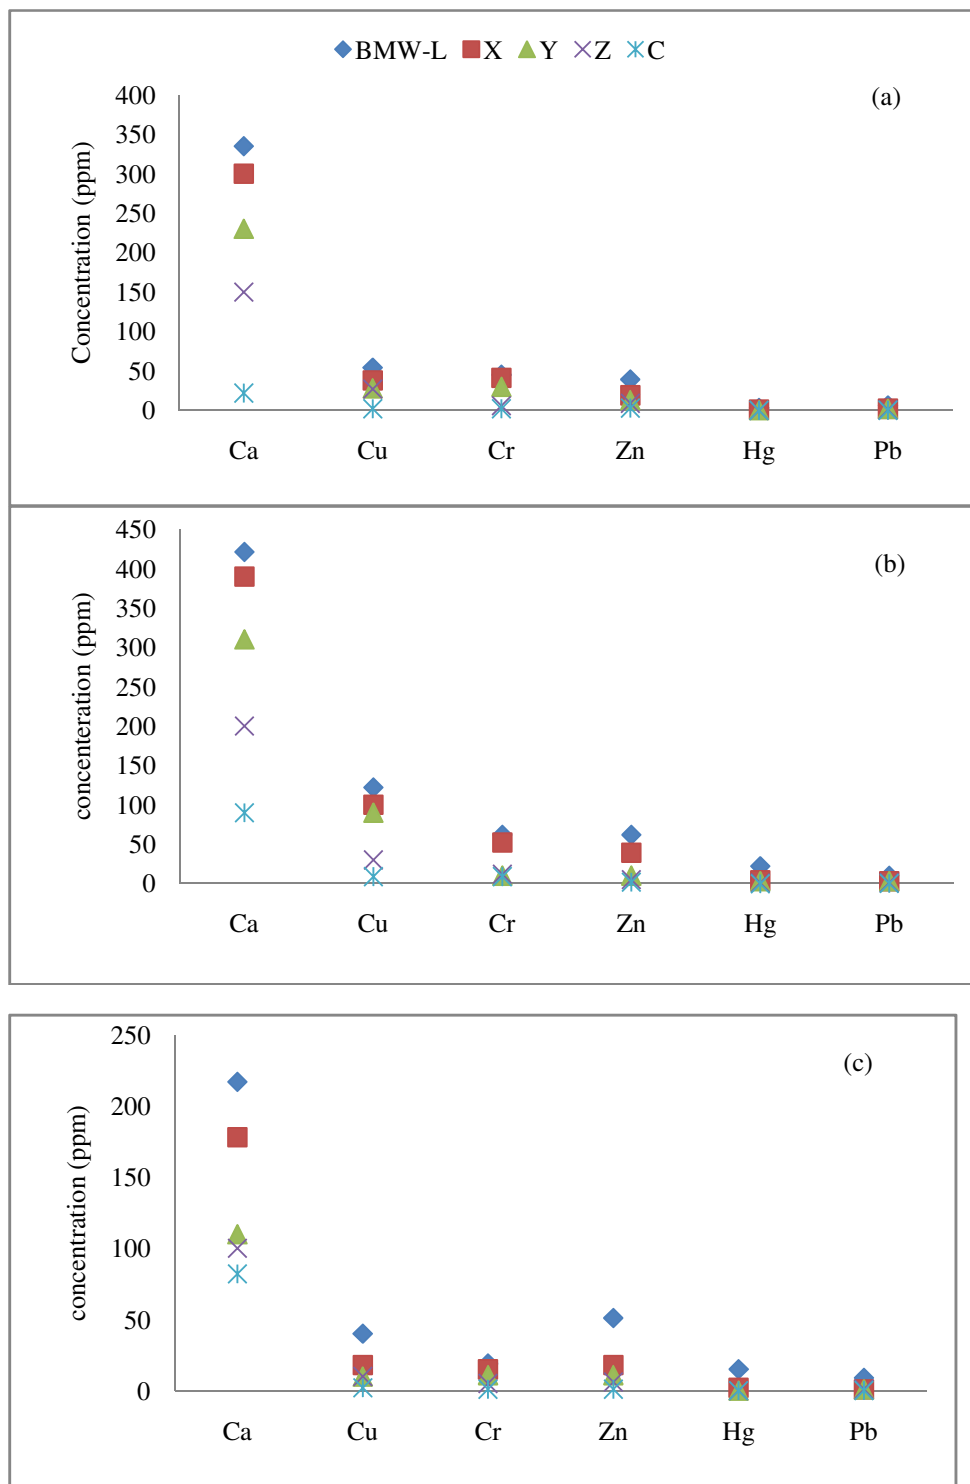 BMW-L X Y Z C
(a)
Concentration (ppm)
400
350
300
250
200
150
100
50
0
Ca Cu Cr Zn Hg Pb
(b)
concenteration (ppm)
450
400
350
300
250
200
150
100
50
0
Ca Cu Cr Zn Hg Pb
(c)
concentration (ppm)
250
200
150
100
50
0
Ca Cu Cr Zn Hg Pb